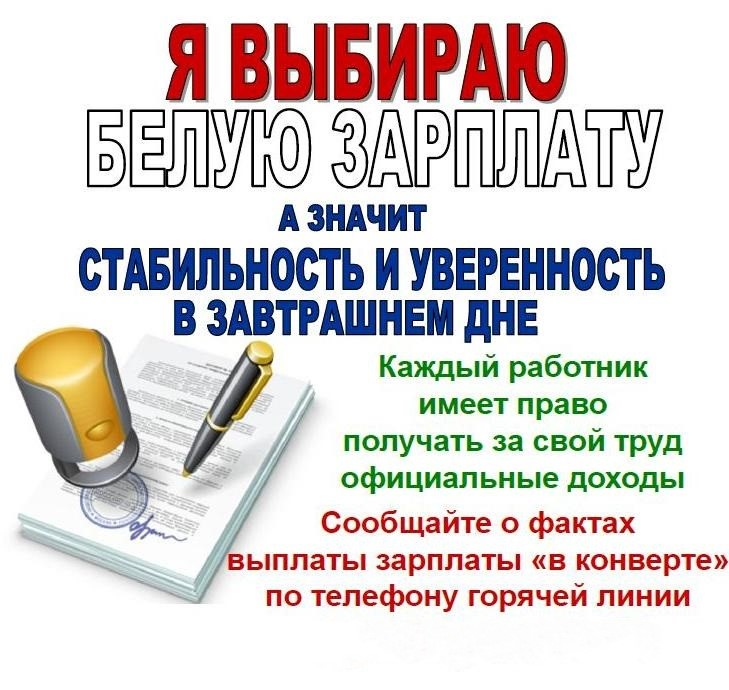 Я ВЫБИРАЮ
БЕЛУЮ ЗАРПЛАТУ
А ЗНАЧИТ
СТАБИЛЬНОСТЬ И УВЕРЕННОСТЬ
В ЗАВТРАШНЕМ ДНЕ
Каждый работник
имеет право
получать за свой труд
официальные доходы
Сообщайте о фактах
выплаты зарплаты «в конверте»
по телефону горячей линии